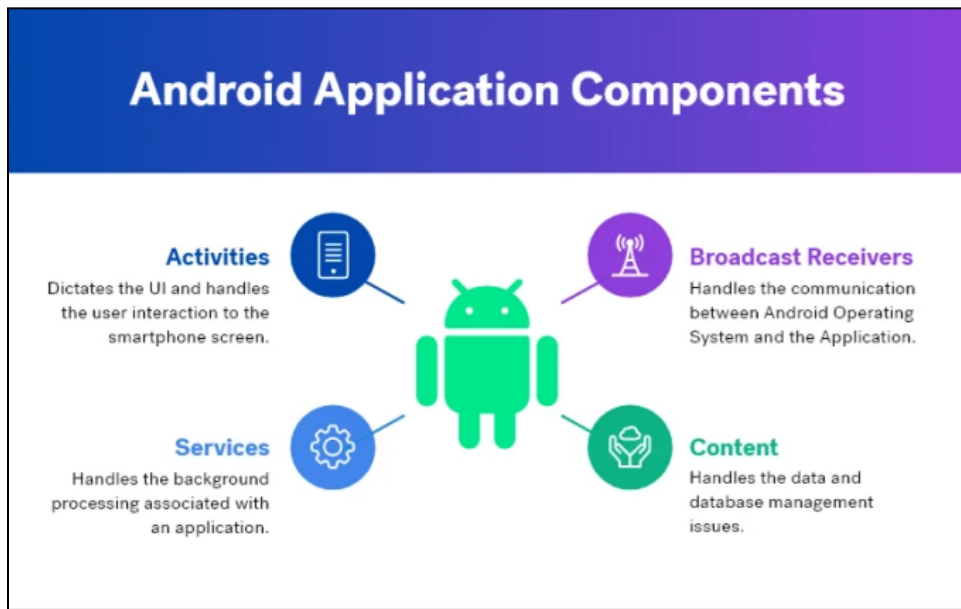 Android Application Components
Activities
Dictates the UI and handles
the user interaction to the
smartphone screen.
Broadcast Receivers
Handles the communication
between Android Operating
System and the Application.
Services
Handles the background
processing associated with
an application.
Content
Handles the data and
database management
issues.